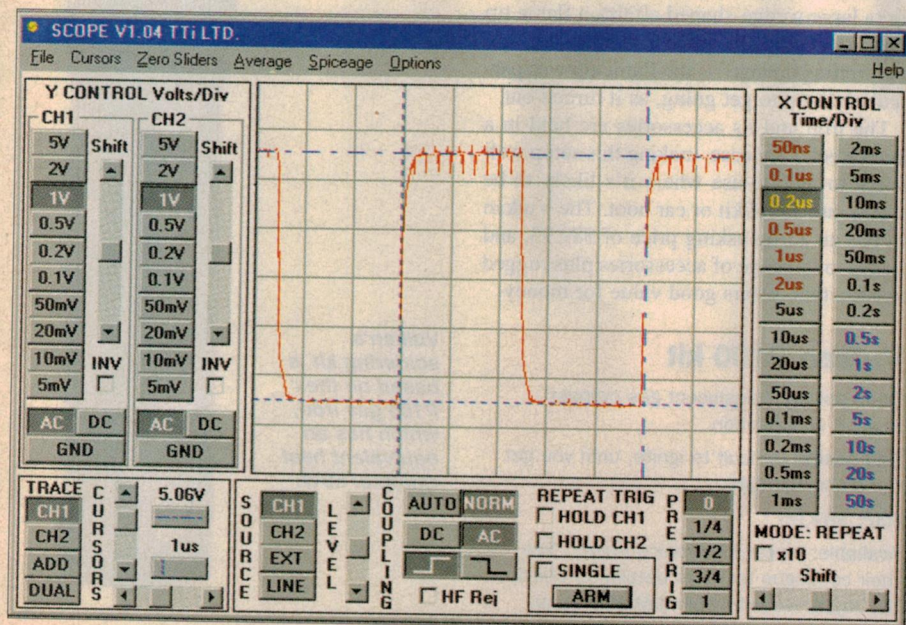 SCOPE V1.04 TTi LTD.
File Cursors Zero Sliders Average Spiceage Options
Help
Y CONTROL Volts/Div
CH1
5V
2V
1V
0.5V
0.2V
0.1V
50mV
20mV
10mV
5mV
Shift
INV
AC DC
GND
CH2
5V
2V
1V
0.5V
0.2V
0.1V
50mV
20mV
10mV
5mV
Shift
INV
AC DC
GND
X CONTROL
Time/Div
50ns 2ms
0.1us 5ms
0.2us 10ms
0.5us 20ms
1us 50ms
2us 0.1s
5us 0.2s
10us 0.5s
20us 1s
50us 2s
0.1ms 5s
0.2ms 10s
0.5ms 20s
1ms 50s
MODE: REPEAT
x10
Shift
TRACE
CH1
CH2
ADD
DUAL
CURSORS
5.06V
1us
SOURCE
CH1
CH2
EXT
LINE
LEVEL
COUPLING
AUTO NORM
DC AC
HF Rej
REPEAT TRIG
HOLD CH1
HOLD CH2
SINGLE
ARM
PRE TRIG
0
1/4
1/2
3/4
1